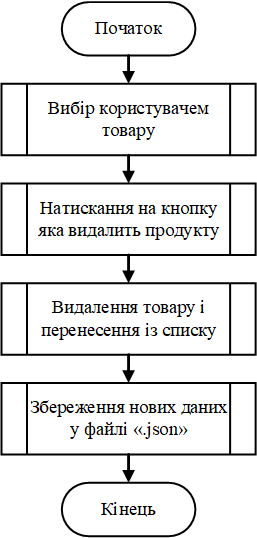 Початок
Вибір користувачем
товару
Натискання на кнопку
яка видалить продукту
Видалення товару і
перенесення із списку
Збереження нових даних
у файлі «.json»
Кінець